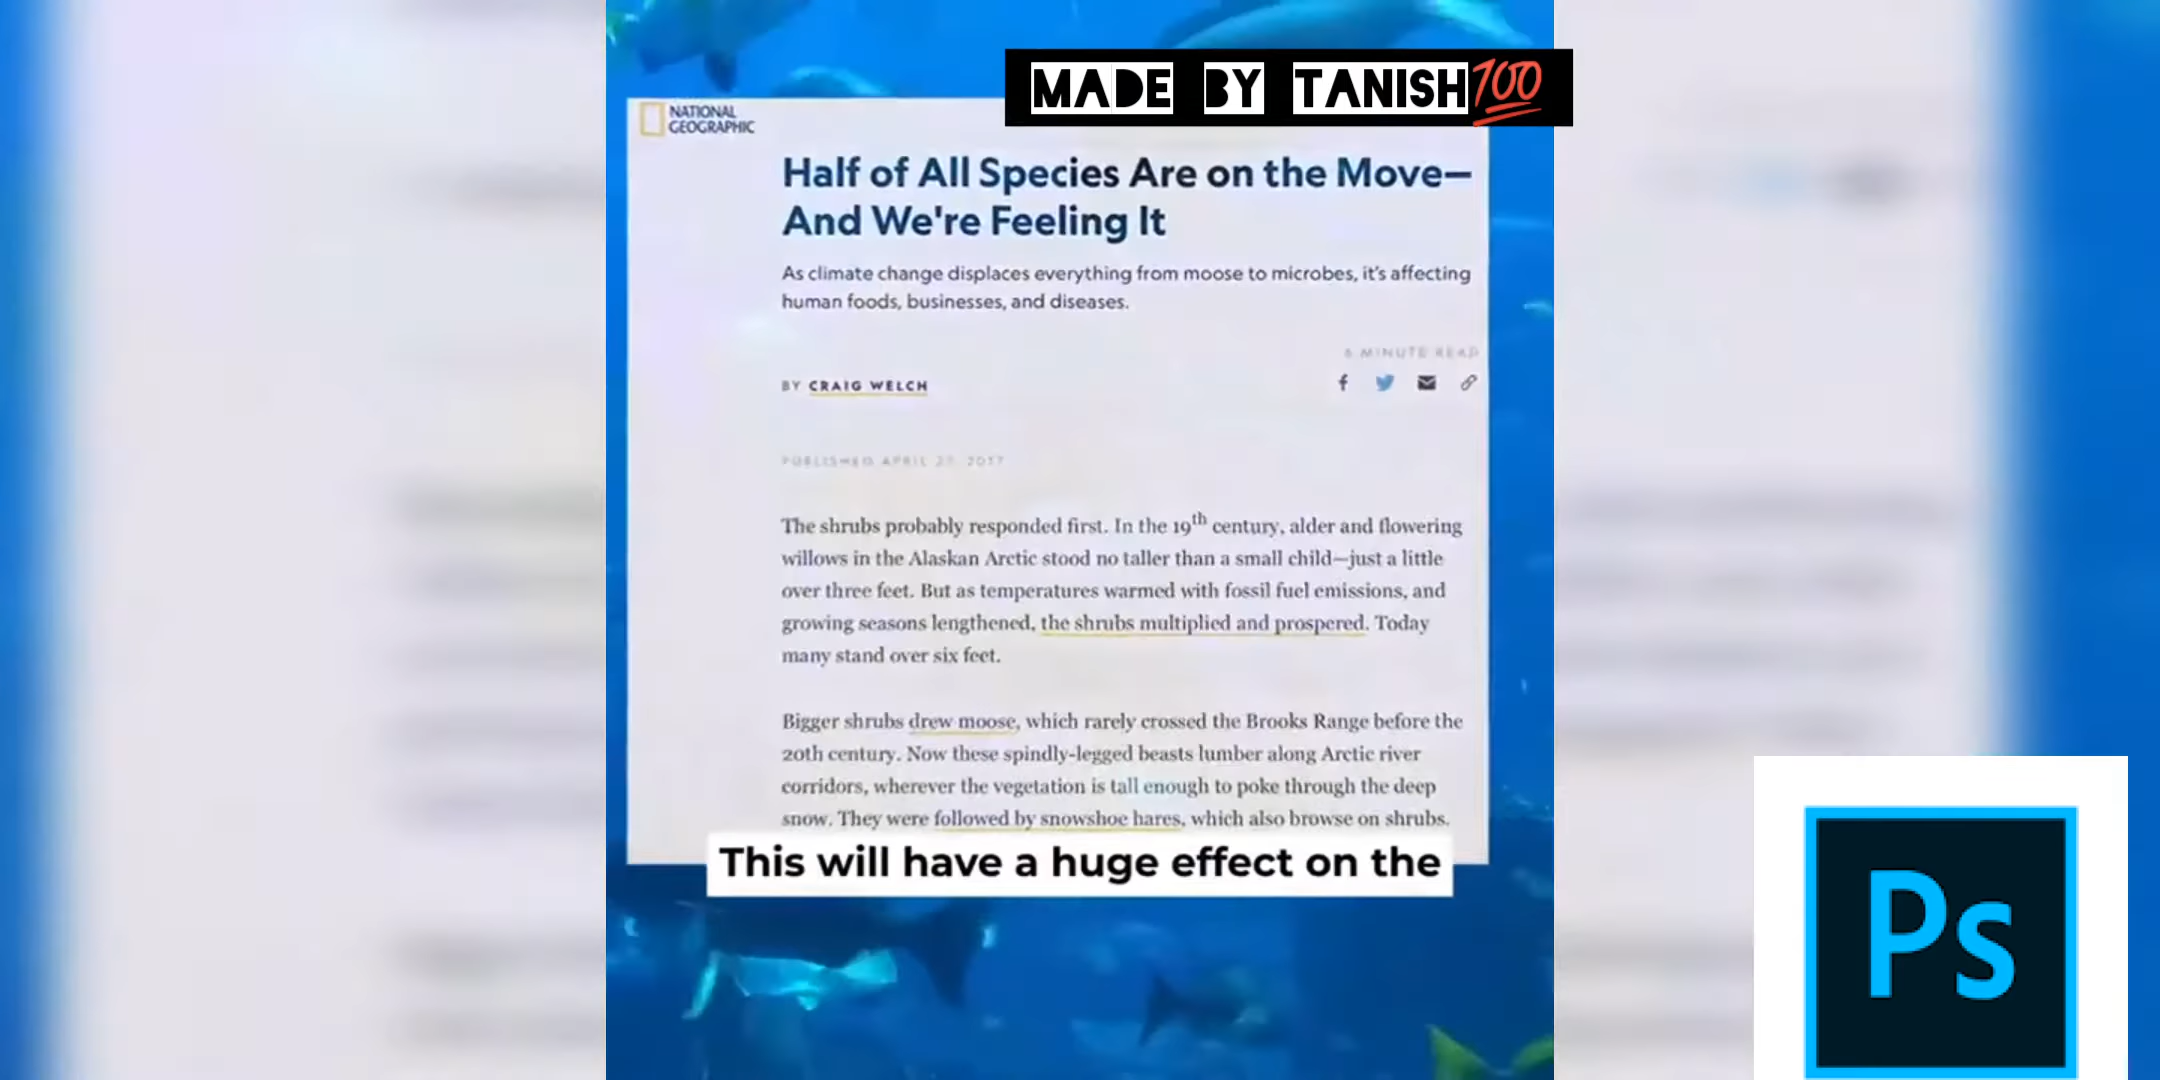 MADE BY TANISH💯
NATIONAL
GEOGRAPHIC
Half of All Species Are on the Move—
And We're Feeling It
As climate change displaces everything from moose to microbes, it's affecting
human foods, businesses, and diseases.
6 MINUTE READ
BY CRAIG WELCH
PUBLISHED APRIL 27, 2017
The shrubs probably responded first. In the 19th century, alder and flowering
willows in the Alaskan Arctic stood no taller than a small child—just a little
over three feet. But as temperatures warmed with fossil fuel emissions, and
growing seasons lengthened, the shrubs multiplied and prospered. Today
many stand over six feet.
Bigger shrubs drew moose, which rarely crossed the Brooks Range before the
20th century. Now these spindly-legged beasts lumber along Arctic river
corridors, wherever the vegetation is tall enough to poke through the deep
snow. They were followed by snowshoe hares, which also browse on shrubs.
This will have a huge effect on the
Ps